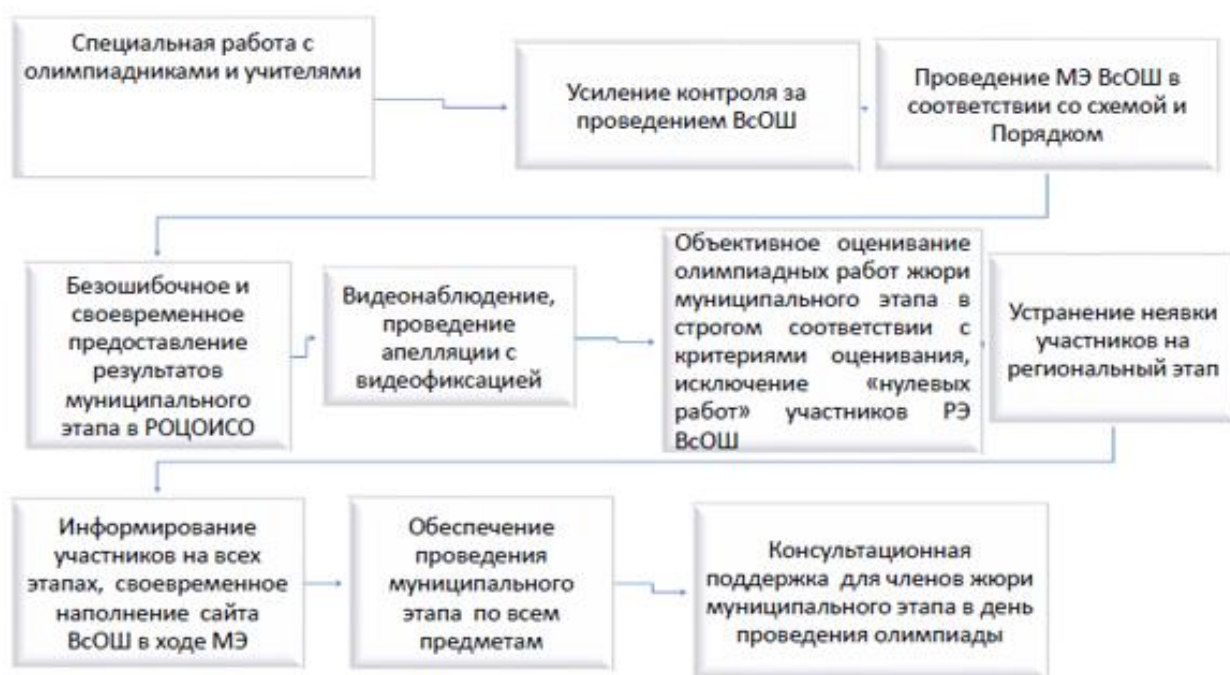 Специальная работа с
олимпиадниками и учителями
Усиление контроля за
проведением ВсОШ
Проведение МЭ ВсОШ в
соответствии со схемой и
Порядком
Безошибочное и
своевременное
предоставление
результатов
муниципального
этапа в РОЦОИСО
Видеонаблюдение,
проведение
апелляции с
видеофиксацией
Объективное оценивание
олимпиадных работ жюри
муниципального этапа в
строгом соответствии с
критериями оценивания,
исключение «нулевых
работ» участников РЭ
ВсОШ
Устранение неявки
участников на
региональный этап
Информирование
участников на всех
этапах, своевременное
наполнение сайта
ВсОШ в ходе МЭ
Обеспечение
проведения
муниципального
этапа по всем
предметам
Консультационная
поддержка для членов жюри
муниципального этапа в день
проведения олимпиады